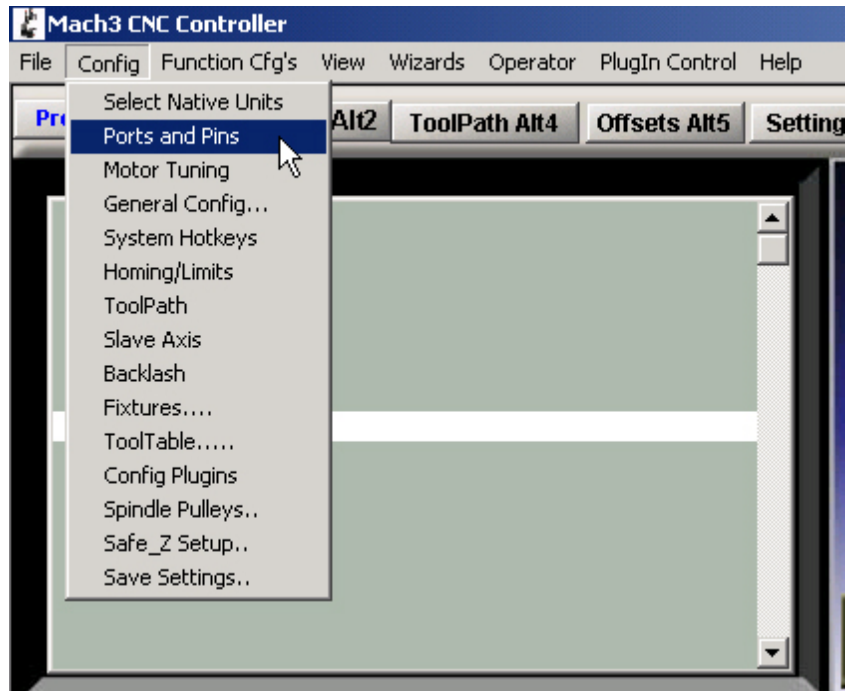 Mach3 CNC Controller
File Config Function Cfg's View Wizards Operator PlugIn Control Help
Alt2 ToolPath Alt4 Offsets Alt5
Select Native Units
Ports and Pins
Motor Tuning
General Config...
System Hotkeys
Homing/Limits
ToolPath
Slave Axis
Backlash
Fixtures....
ToolTable.....
Config Plugins
Spindle Pulleys..
Safe_Z Setup..
Save Settings..